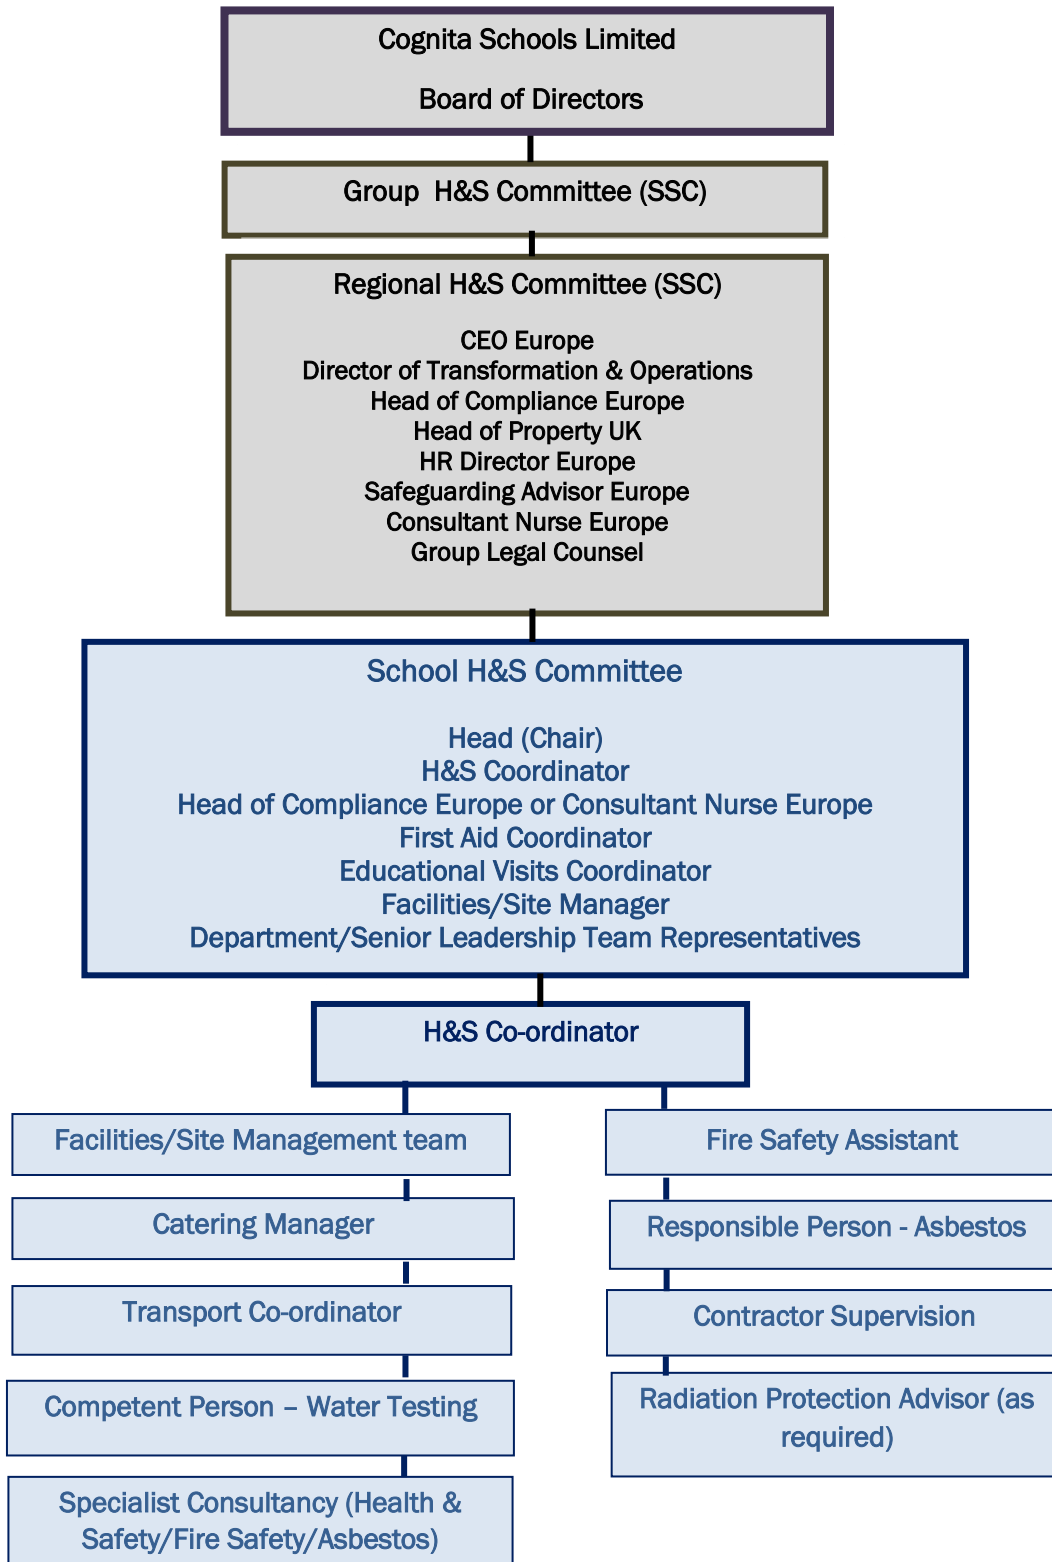 Cognita Schools Limited
Board of Directors
Group H&S Committee (SSC)
Regional H&S Committee (SSC)
CEO Europe
Director of Transformation & Operations
Head of Compliance Europe
Head of Property UK
HR Director Europe
Safeguarding Advisor Europe
Consultant Nurse Europe
Group Legal Counsel
School H&S Committee
Head (Chair)
H&S Coordinator
Head of Compliance Europe or Consultant Nurse Europe
First Aid Coordinator
Educational Visits Coordinator
Facilities/Site Manager
Department/Senior Leadership Team Representatives
H&S Co-ordinator
Facilities/Site Management team
Catering Manager
Transport Co-ordinator
Competent Person – Water Testing
Specialist Consultancy (Health &
Safety/Fire Safety/Asbestos)
Fire Safety Assistant
Responsible Person - Asbestos
Contractor Supervision
Radiation Protection Advisor (as
required)